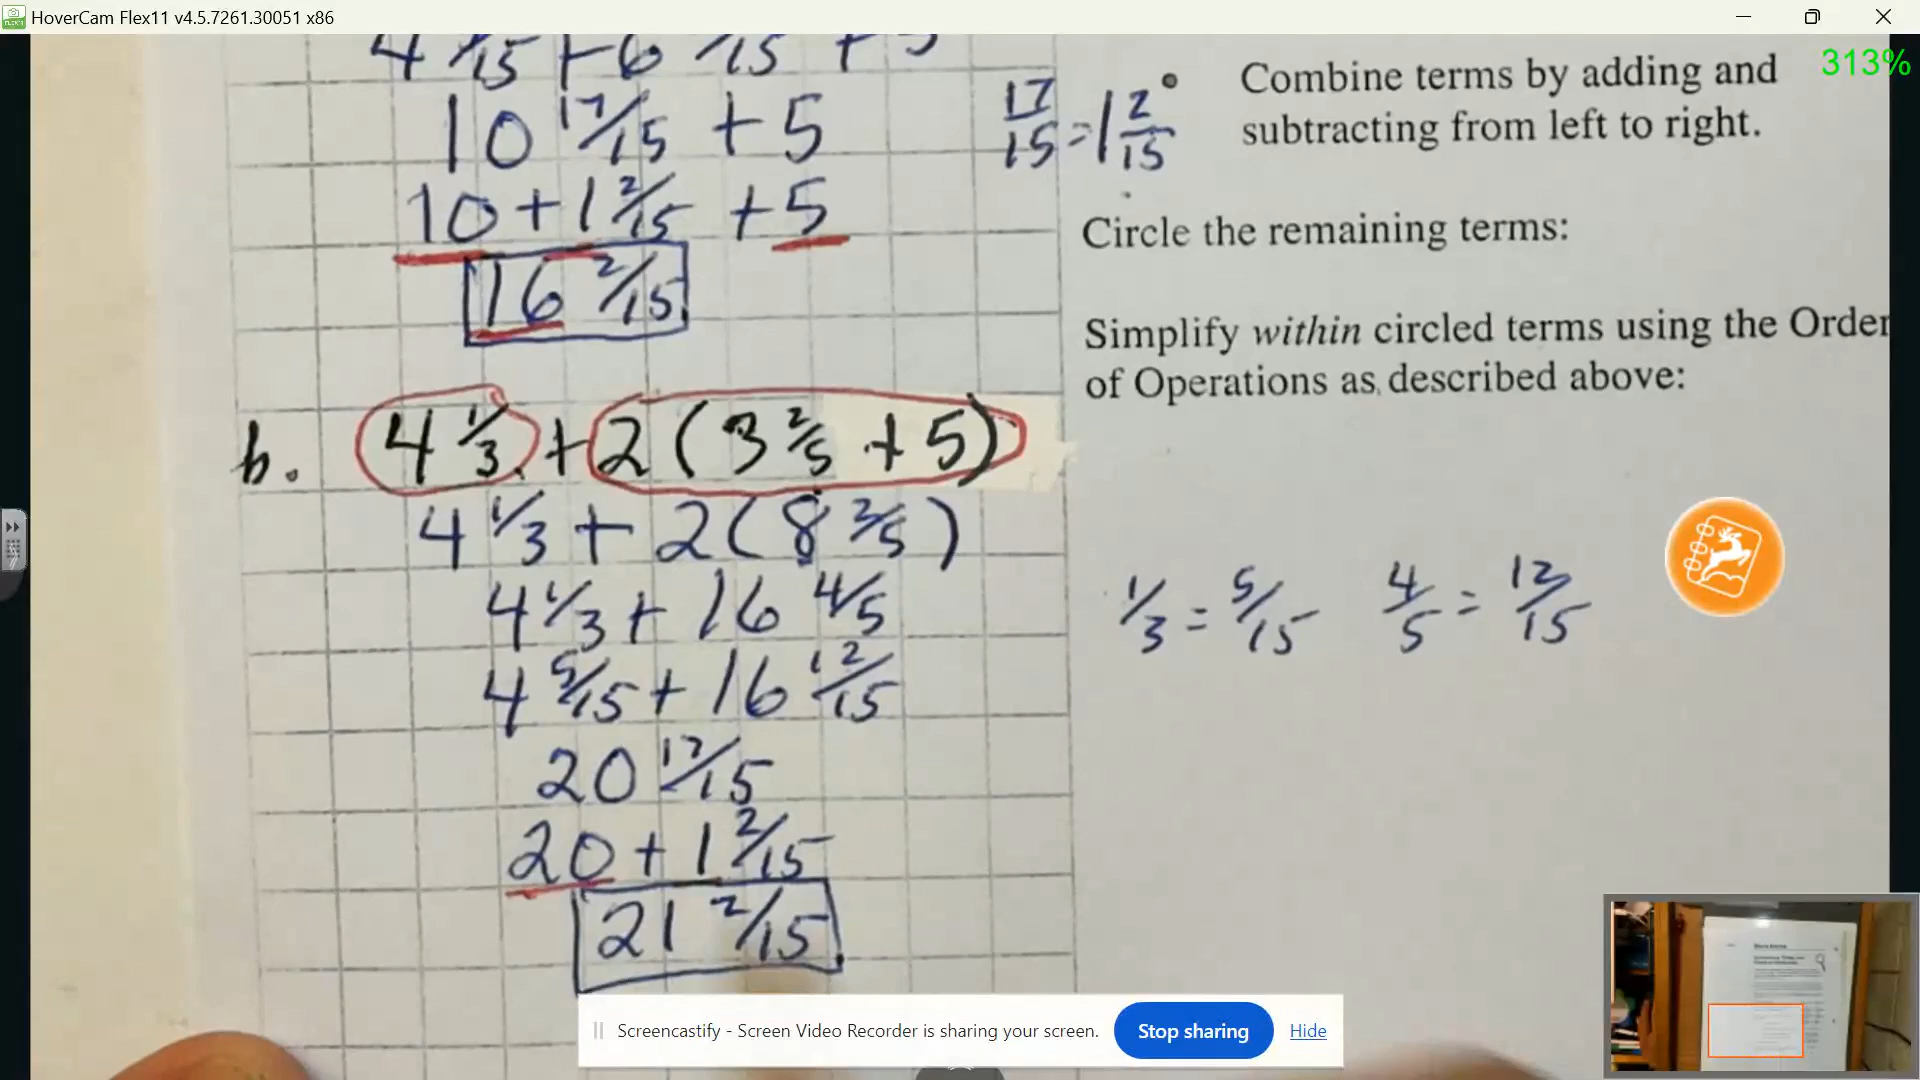 HoverCam Flex11 v4.5.7261.30051 x86
313%
10 17/15 + 5
10 + 1 2/15 + 5
16 2/15
17/15 = 1 2/15
Combine terms by adding and
subtracting from left to right.
Circle the remaining terms:
Simplify within circled terms using the Order
of Operations as described above:
b. 4 1/3 + 2 (3 2/5 + 5)
4 1/3 + 2 (8 2/5)
4 1/3 + 16 4/5
4 5/15 + 16 12/15
20 17/15
20 + 1 2/15
21 2/15
1/3 = 5/15 4/5 = 12/15
Screencastify - Screen Video Recorder is sharing your screen.
Stop sharing
Hide